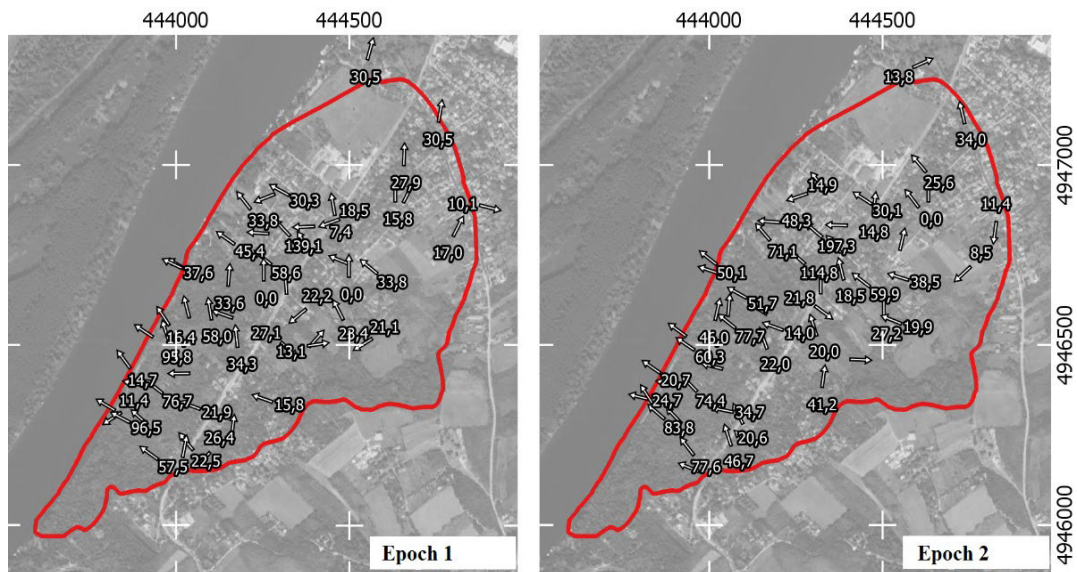 444000 444500 444000 444500
30,5 13,8
30,5 34,0
4947000
27,9 25,6
30,3 14,9
10,1 11,4
18,5 15,8 30,1 0,0
33,8 48,3
7,4 14,8
139,1 197,3
45,4 17,0 71,1 8,5
37,6 58,6 33,8 50,1 114,8 38,5
33,6 0,0 22,2 0,0 51,7 21,8 18,5 59,9
16,4 58,0 27,1 28,4 21,1 46,0 77,7 14,0 27,2 19,9
4946500
93,8 13,1 60,3 20,0
34,3 22,0
14,7 20,7
11,4 76,7 15,8 24,7 74,4 41,2
21,9 34,7
96,5 26,4 83,8 20,6
57,5 22,5 77,6 46,7
4946000
Epoch 1 Epoch 2